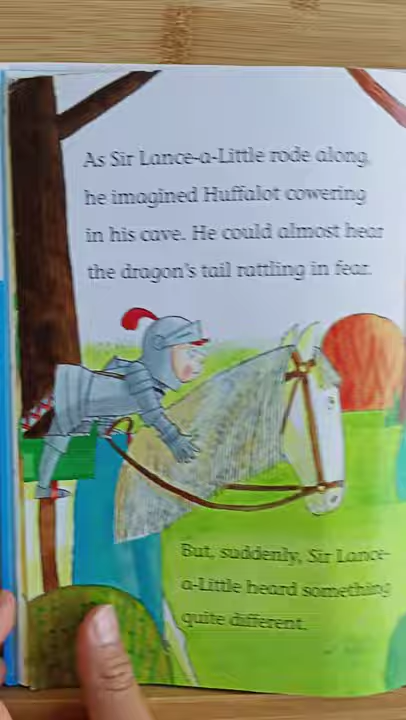 As Sir Lance-a-Little rode along,
he imagined Huffalot cowering
in his cave. He could almost hear
the dragon's tail rattling in fear.
But, suddenly, Sir Lance-
a-Little heard something
quite different.